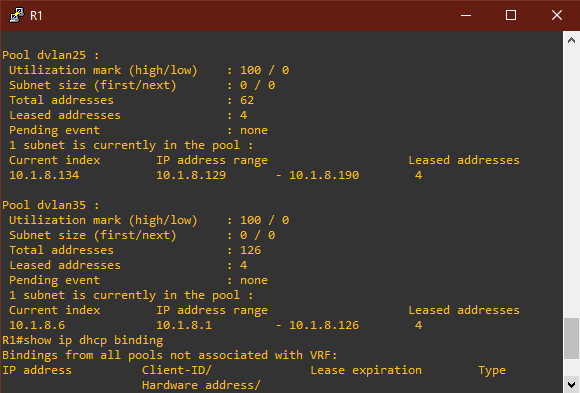 R1
Pool dvlan25 :
 Utilization mark (high/low)    : 100 / 0
 Subnet size (first/next)       : 0 / 0
 Total addresses                : 62
 Leased addresses               : 4
 Pending event                  : none
 1 subnet is currently in the pool :
 Current index        IP address range                    Leased addresses
 10.1.8.134           10.1.8.129       - 10.1.8.190        4
Pool dvlan35 :
 Utilization mark (high/low)    : 100 / 0
 Subnet size (first/next)       : 0 / 0
 Total addresses                : 126
 Leased addresses               : 4
 Pending event                  : none
 1 subnet is currently in the pool :
 Current index        IP address range                    Leased addresses
 10.1.8.6             10.1.8.1         - 10.1.8.126        4
R1#show ip dhcp binding
Bindings from all pools not associated with VRF:
IP address          Client-ID/              Lease expiration        Type
                    Hardware address/